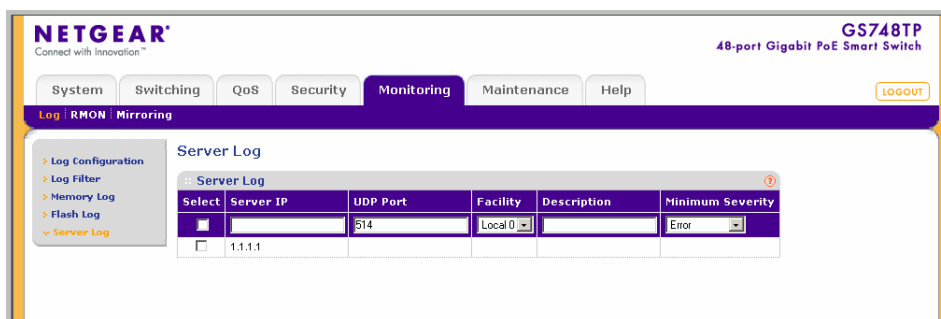 NETGEAR®
Connect with Innovation™
GS748TP
48-port Gigabit PoE Smart Switch
System Switching QoS Security Monitoring Maintenance Help LOGOUT
Log RMON Mirroring
> Log Configuration
> Log Filter
> Memory Log
> Flash Log
Server Log
Server Log
:: Server Log ?
Select Server IP UDP Port Facility Description Minimum Severity
514 Local 0 Error
1.1.1.1